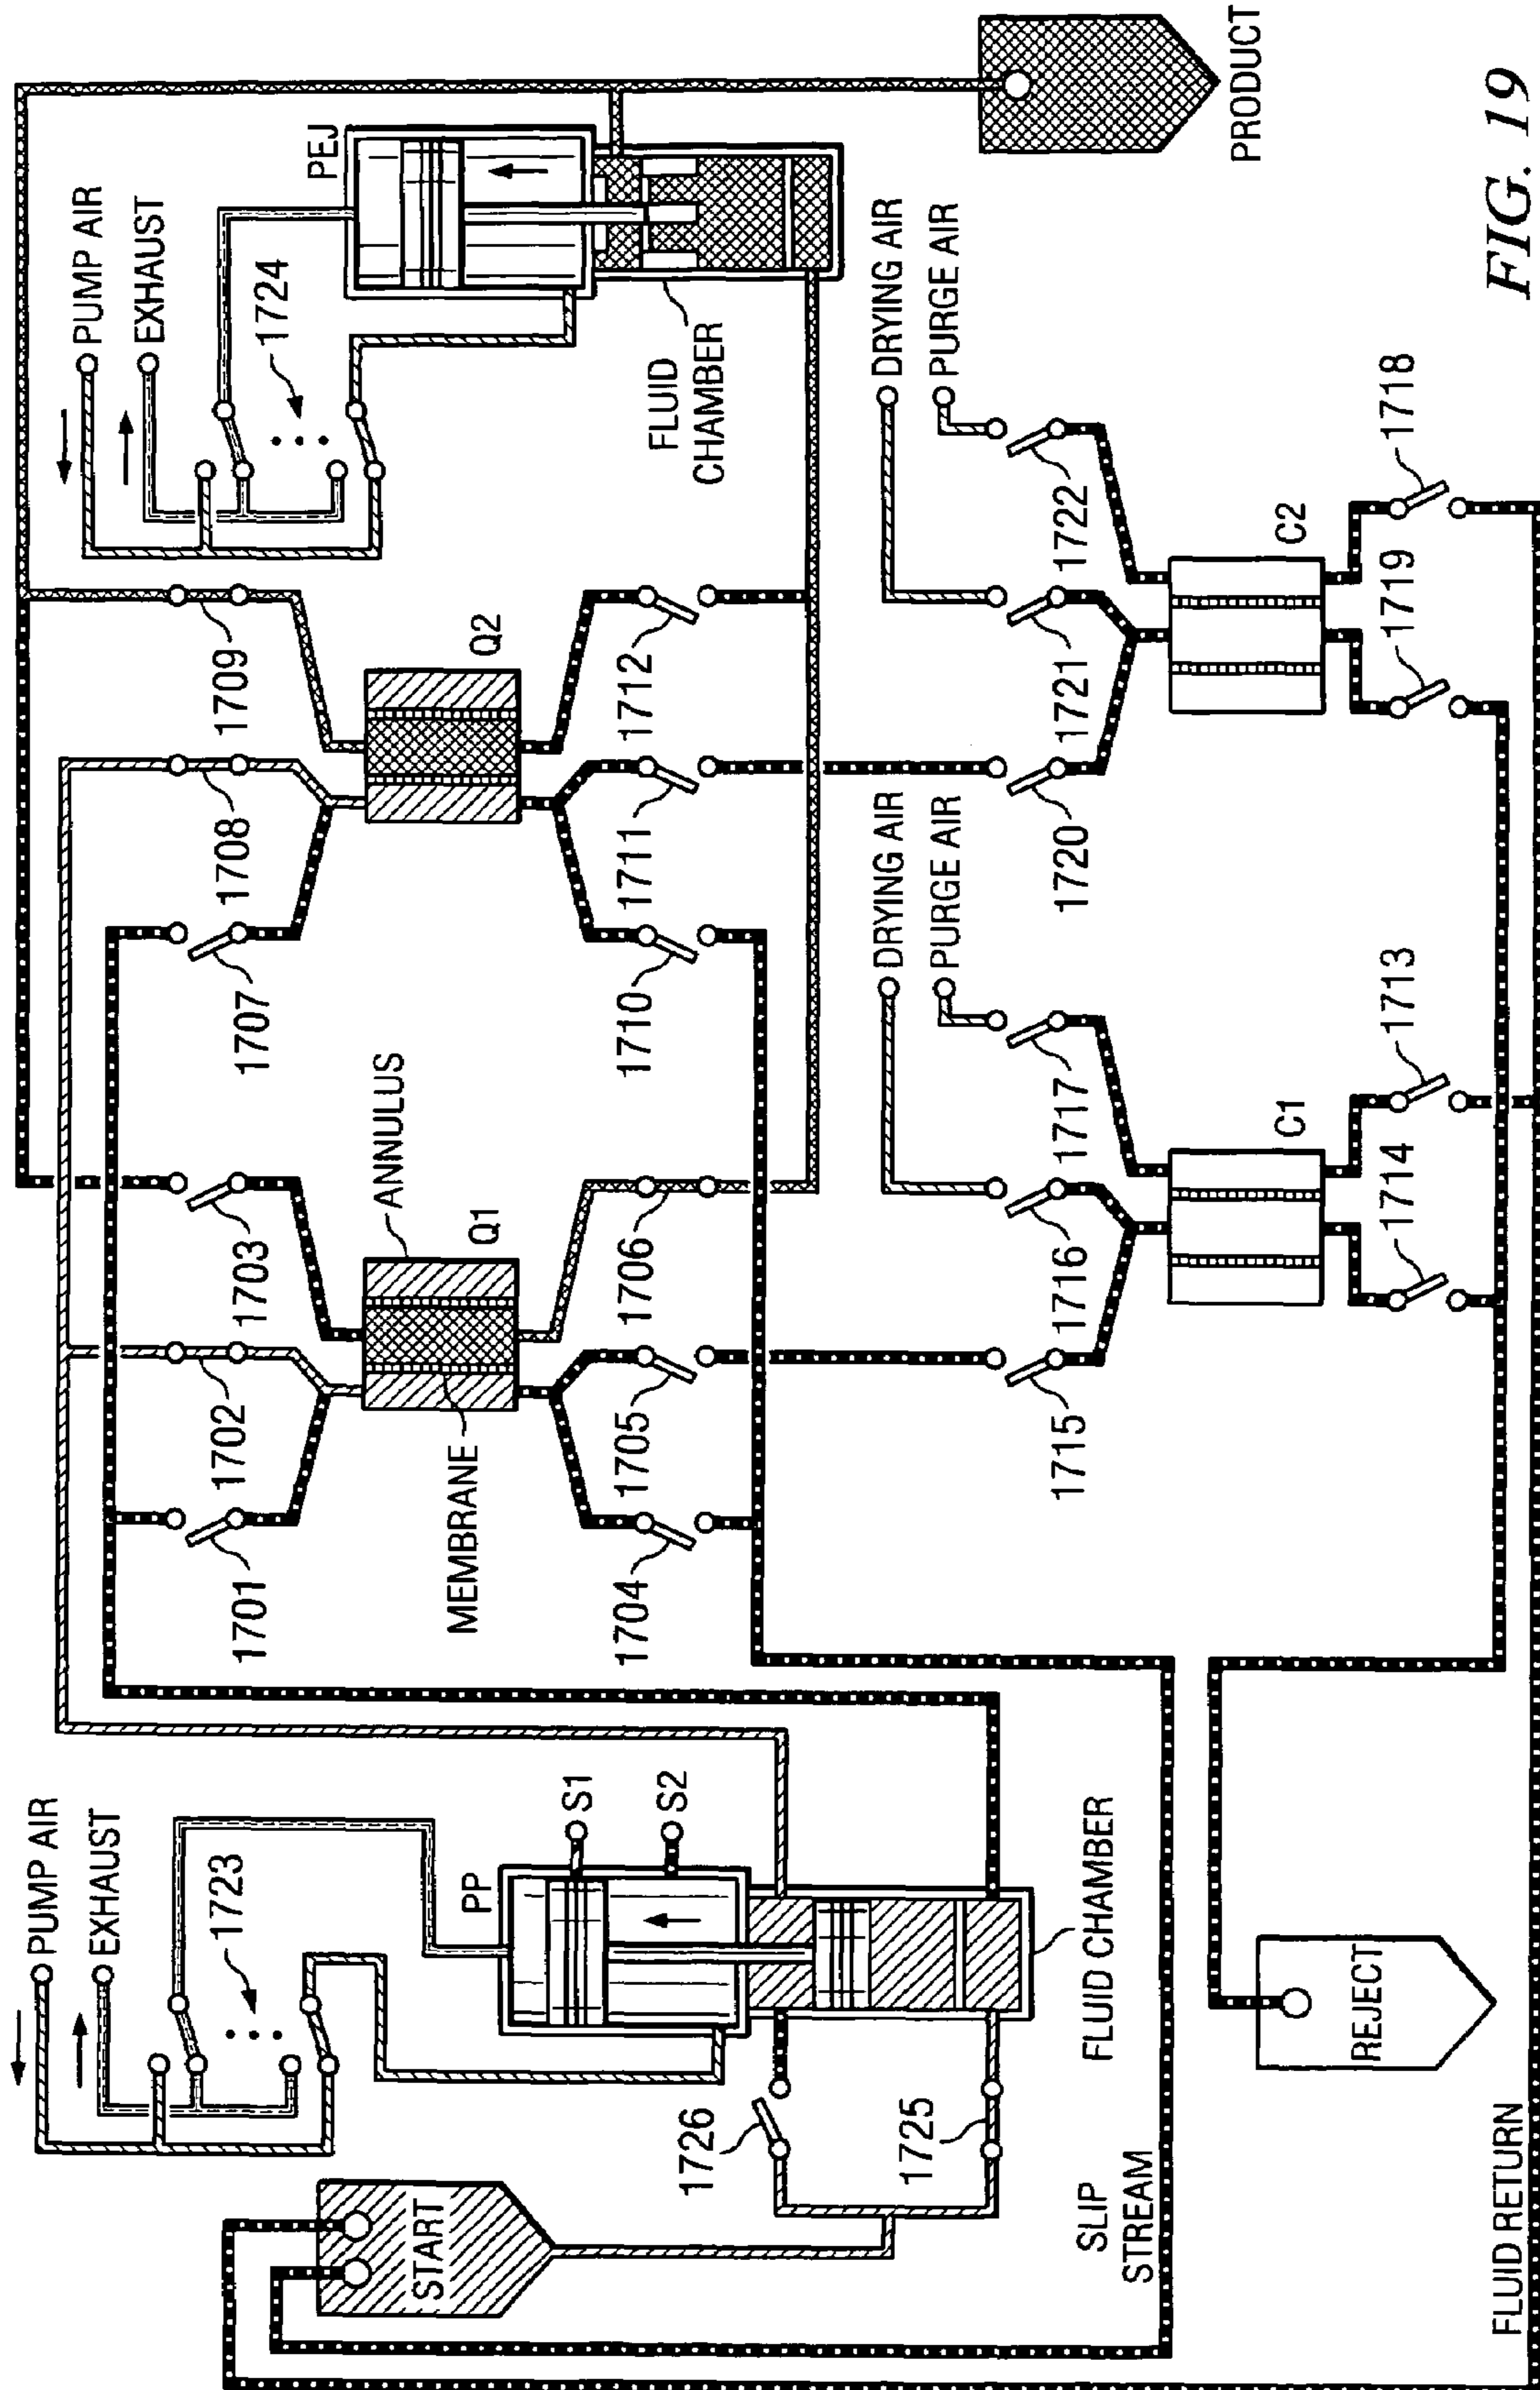 PUMP AIR
EXHAUST
1723
START
1726
1725
SLIP
STREAM
PP
S1
S2
FLUID CHAMBER
REJECT
FLUID RETURN
1701
1702
1703
MEMBRANE
ANNULUS
Q1
1704
1705
1706
1707
1708
1709
Q2
1710
1711
1712
PUMP AIR
EXHAUST
1724
PEJ
FLUID
CHAMBER
PRODUCT
DRYING AIR
PURGE AIR
1715
1716
1717
C1
1714
1713
DRYING AIR
PURGE AIR
1720
1721
1722
C2
1719
1718
FIG. 19